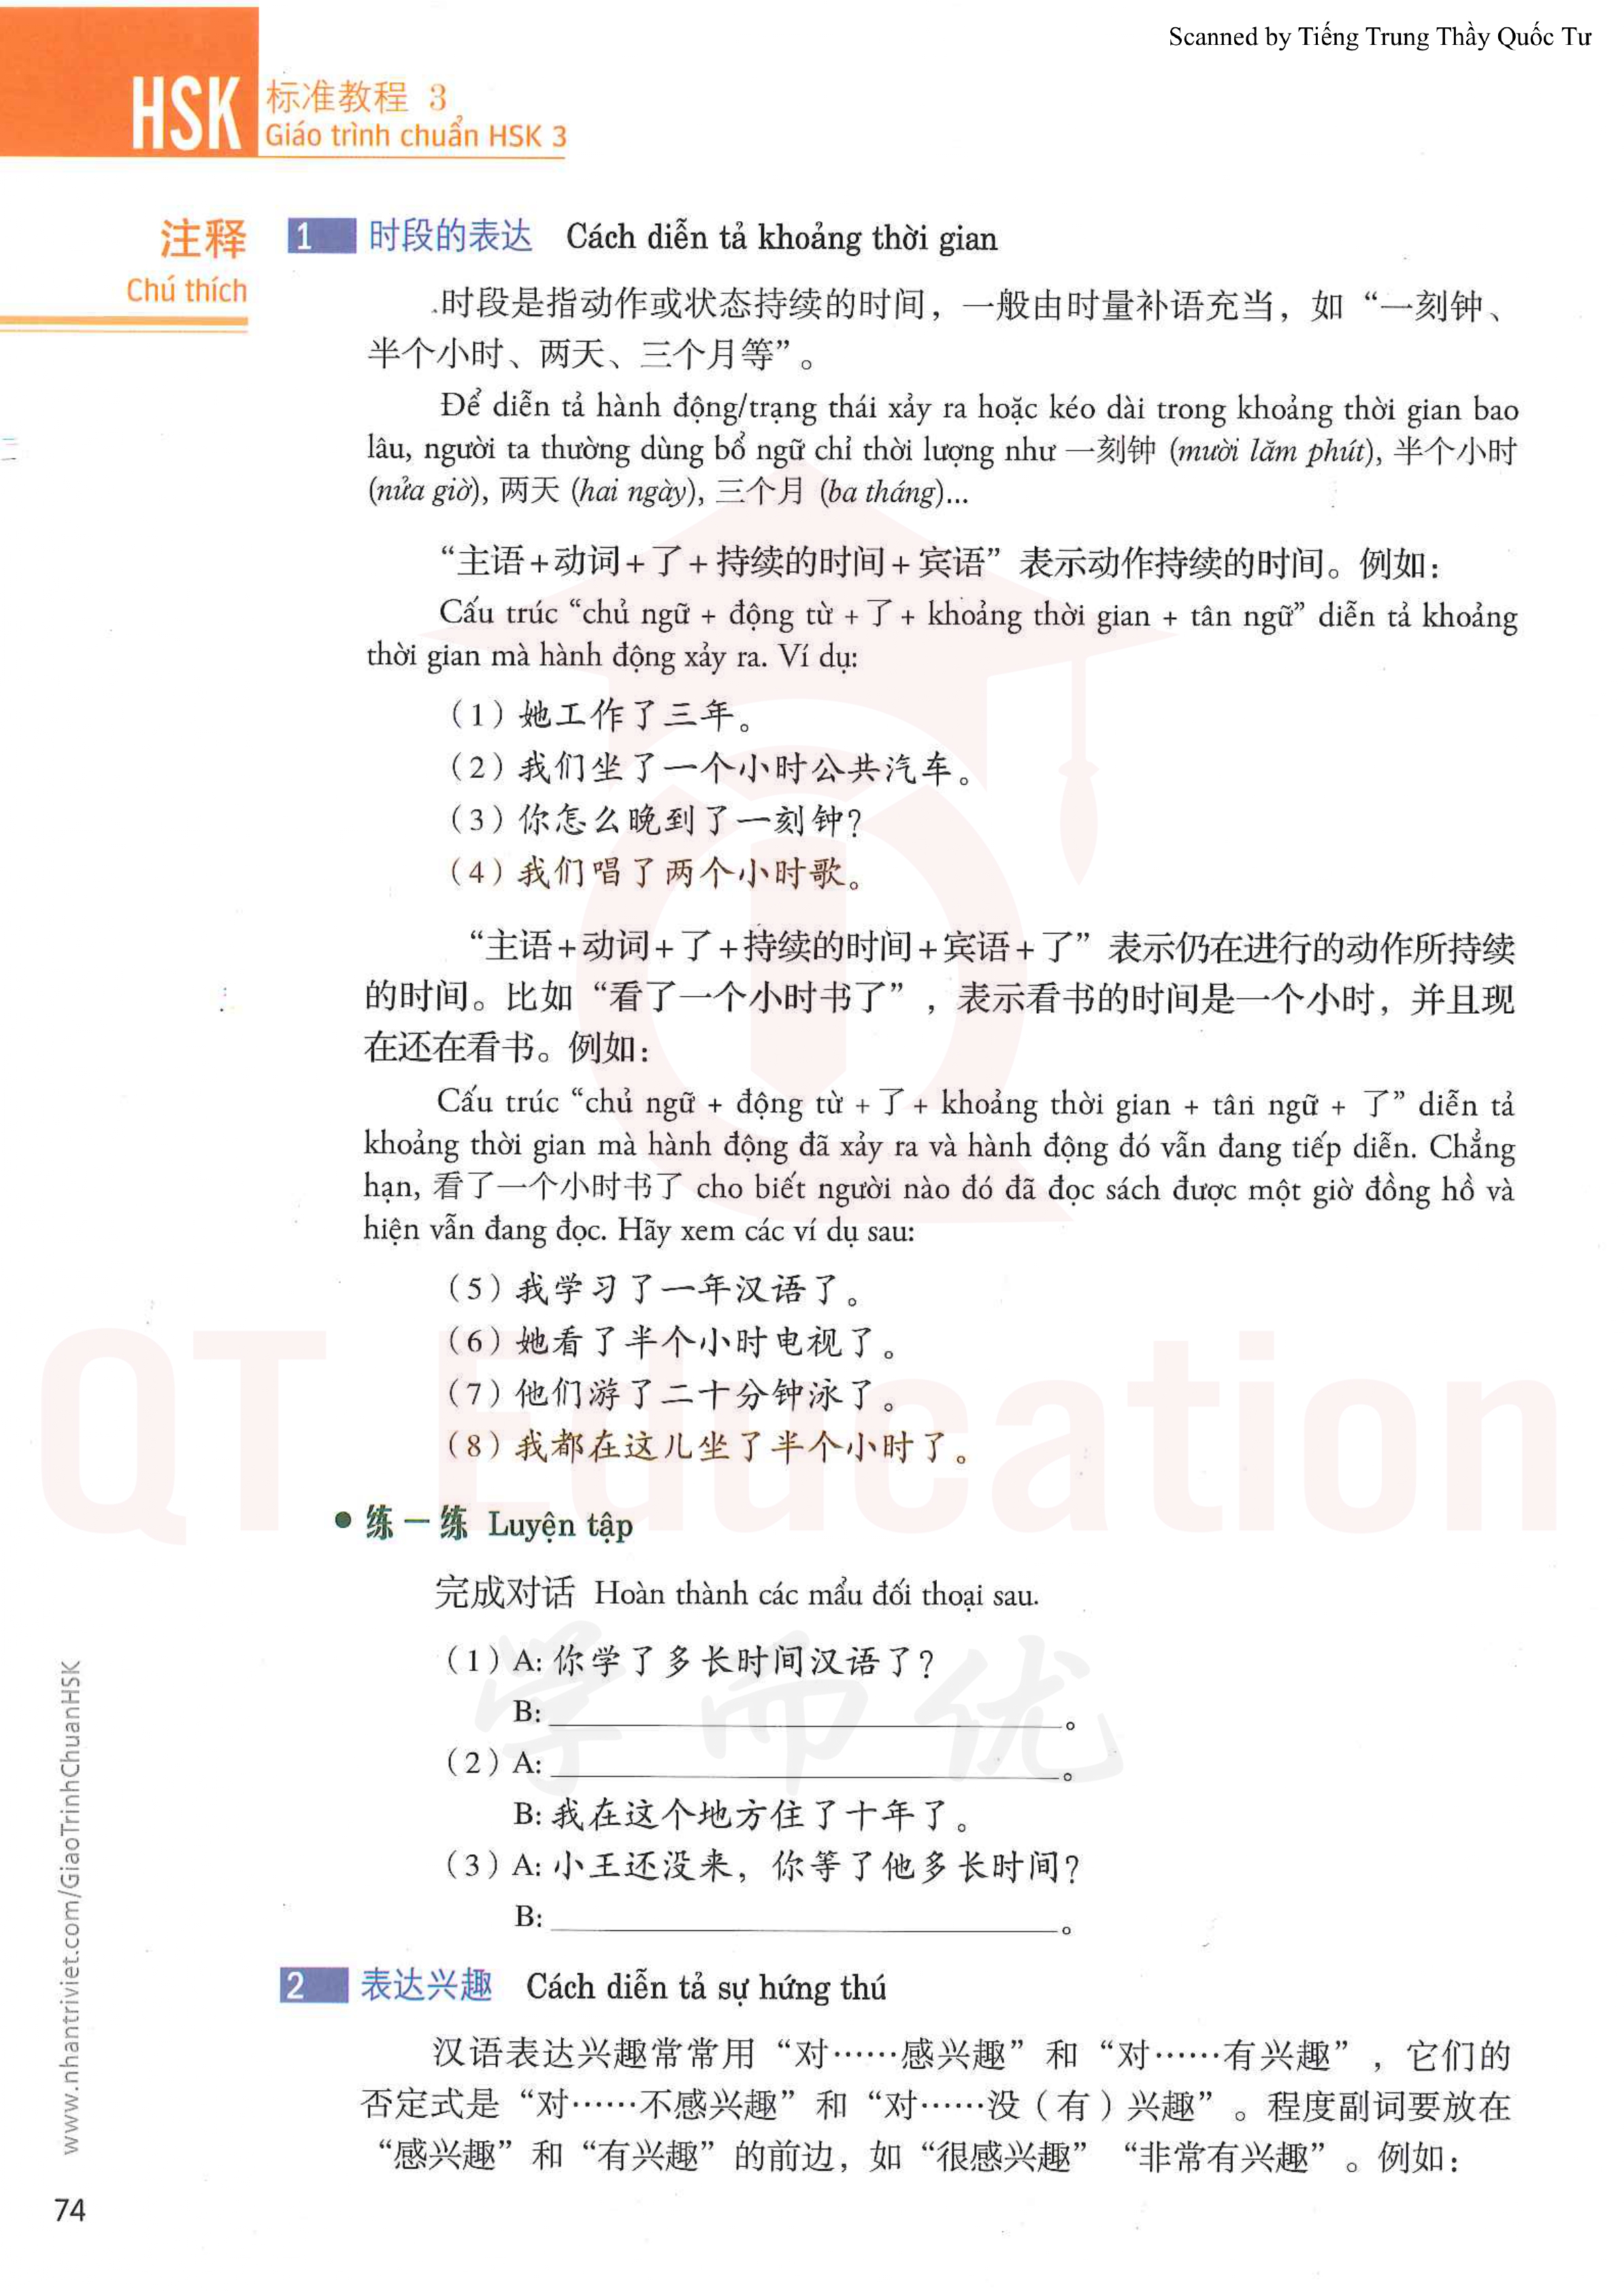 Scanned by Tiếng Trung Thầy Quốc Tư
HSK 标准教程 3
Giáo trình chuẩn HSK 3
注释
Chú thích
1 时段的表达 Cách diễn tả khoảng thời gian
时段是指动作或状态持续的时间，一般由时量补语充当，如“一刻钟、
半个小时、两天、三个月等”。
Để diễn tả hành động/trạng thái xảy ra hoặc kéo dài trong khoảng thời gian bao
lâu, người ta thường dùng bổ ngữ chỉ thời lượng như 一刻钟 (mười lăm phút), 半个小时
(nửa giờ), 两天 (hai ngày), 三个月 (ba tháng)...
“主语+动词+了+持续的时间+宾语”表示动作持续的时间。例如：
Cấu trúc “chủ ngữ + động từ +了+ khoảng thời gian + tân ngữ” diễn tả khoảng
thời gian mà hành động xảy ra. Ví dụ:
（1）她工作了三年。
（2）我们坐了一个小时公共汽车。
（3）你怎么晚到了一刻钟？
（4）我们唱了两个小时歌。
“主语+动词+了+持续的时间+宾语+了”表示仍在进行的动作所持续
的时间。比如“看了一个小时书了”，表示看书的时间是一个小时，并且现
在还在看书。例如：
Cấu trúc “chủ ngữ + động từ +了+ khoảng thời gian + tân ngữ + 了” diễn tả
khoảng thời gian mà hành động đã xảy ra và hành động đó vẫn đang tiếp diễn. Chẳng
hạn, 看了一个小时书了 cho biết người nào đó đã đọc sách được một giờ đồng hồ và
hiện vẫn đang đọc. Hãy xem các ví dụ sau:
（5）我学习了一年汉语了。
（6）她看了半个小时电视了。
（7）他们游了二十分钟泳了。
（8）我都在这儿坐了半个小时了。
QT Education
• 练一练 Luyện tập
完成对话 Hoàn thành các mẩu đối thoại sau.
学而优
（1）A: 你学了多长时间汉语了？
B: ____________。
（2）A: ____________。
B: 我在这个地方住了十年了。
（3）A: 小王还没来，你等了他多长时间？
B: ____________。
2 表达兴趣 Cách diễn tả sự hứng thú
汉语表达兴趣常常用“对……感兴趣”和“对……有兴趣”，它们的
否定式是“对……不感兴趣”和“对……没（有）兴趣”。程度副词要放在
“感兴趣”和“有兴趣”的前边，如“很感兴趣”“非常有兴趣”。例如：
www.nhantriviet.com/GiaoTrinhChuanHSK
74